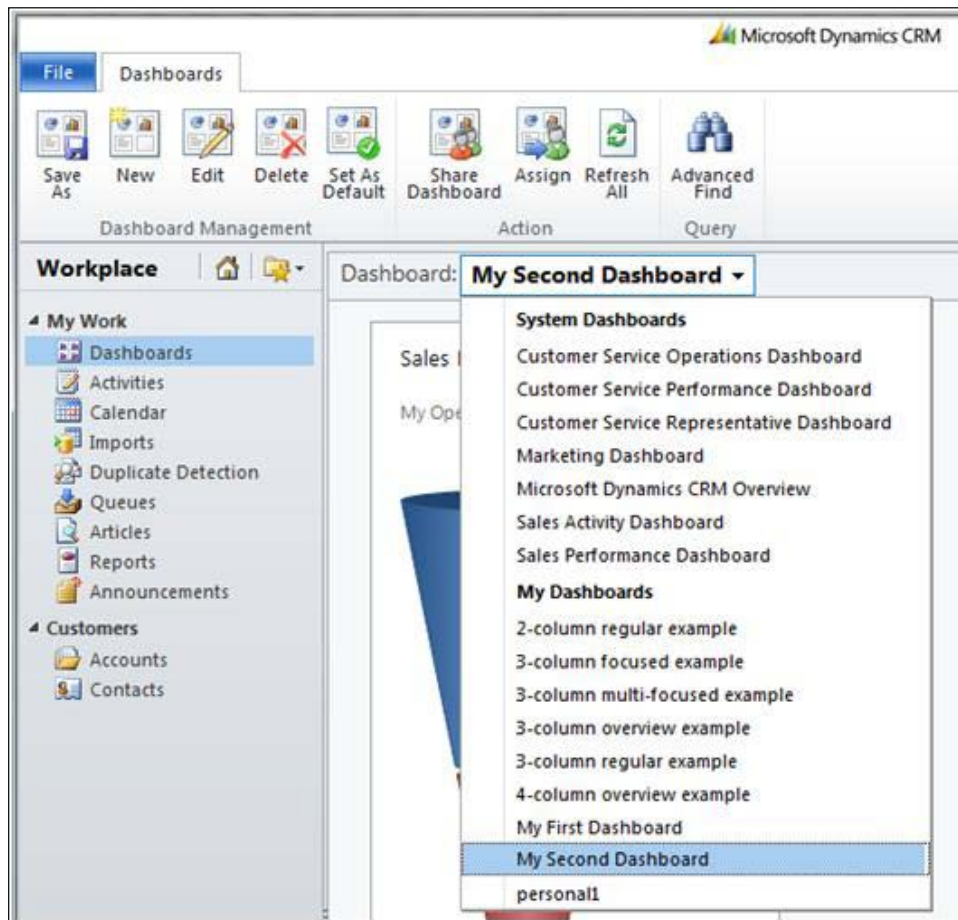 Microsoft Dynamics CRM
File Dashboards
Save As
New
Edit
Delete
Set As Default
Share Dashboard
Assign
Refresh All
Advanced Find
Dashboard Management
Action
Query
Workplace
Dashboard: My Second Dashboard
My Work
Dashboards
Activities
Calendar
Imports
Duplicate Detection
Queues
Articles
Reports
Announcements
Customers
Accounts
Contacts
Sales
My Ope
System Dashboards
Customer Service Operations Dashboard
Customer Service Performance Dashboard
Customer Service Representative Dashboard
Marketing Dashboard
Microsoft Dynamics CRM Overview
Sales Activity Dashboard
Sales Performance Dashboard
My Dashboards
2-column regular example
3-column focused example
3-column multi-focused example
3-column overview example
3-column regular example
4-column overview example
My First Dashboard
My Second Dashboard
personal1